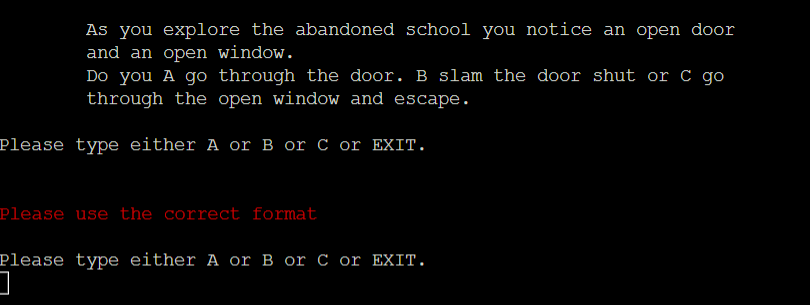 As you explore the abandoned school you notice an open door
and an open window.
Do you A go through the door. B slam the door shut or C go
through the open window and escape.
Please type either A or B or C or EXIT.
Please use the correct format
Please type either A or B or C or EXIT.